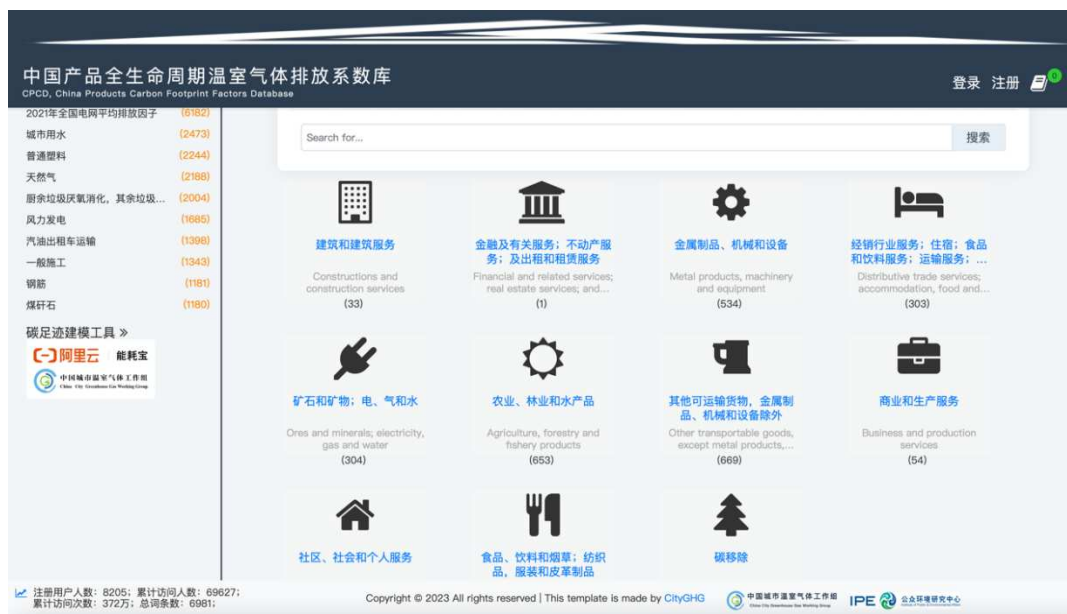 中国产品全生命周期温室气体排放系数库
CPCD, China Products Carbon Footprint Factors Database
登录 注册 0
2021年全国电网平均排放因子 (6182)
城市用水 (2473)
普通塑料 (2244)
天然气 (2188)
厨余垃圾厌氧消化，其余垃圾... (2004)
风力发电 (1685)
汽油出租车运输 (1398)
一般施工 (1343)
钢筋 (1181)
煤矸石 (1180)
碳足迹建模工具 »
阿里云 能耗宝
中国城市温室气体工作组
China City Greenhouse Gas Working Group
Search for...
搜索
建筑和建筑服务
Constructions and
construction services
(33)
金融及有关服务；不动产服
务；及出租和租赁服务
Financial and related services;
real estate services; and...
(1)
金属制品、机械和设备
Metal products, machinery
and equipment
(534)
经销行业服务；住宿；食品
和饮料服务；运输服务；...
Distributive trade services;
accommodation, food and...
(303)
矿石和矿物；电、气和水
Ores and minerals; electricity,
gas and water
(304)
农业、林业和水产品
Agriculture, forestry and
fishery products
(653)
其他可运输货物，金属制
品、机械和设备除外
Other transportable goods,
except metal products,...
(669)
商业和生产服务
Business and production
services
(54)
社区、社会和个人服务
食品、饮料和烟草；纺织
品，服装和皮革制品
碳移除
注册用户人数：8205；累计访问人数：69627；
累计访问次数：372万；总词条数：6981；
Copyright © 2023 All rights reserved | This template is made by CityGHG
中国城市温室气体工作组
China City Greenhouse Gas Working Group
IPE 公众环境研究中心